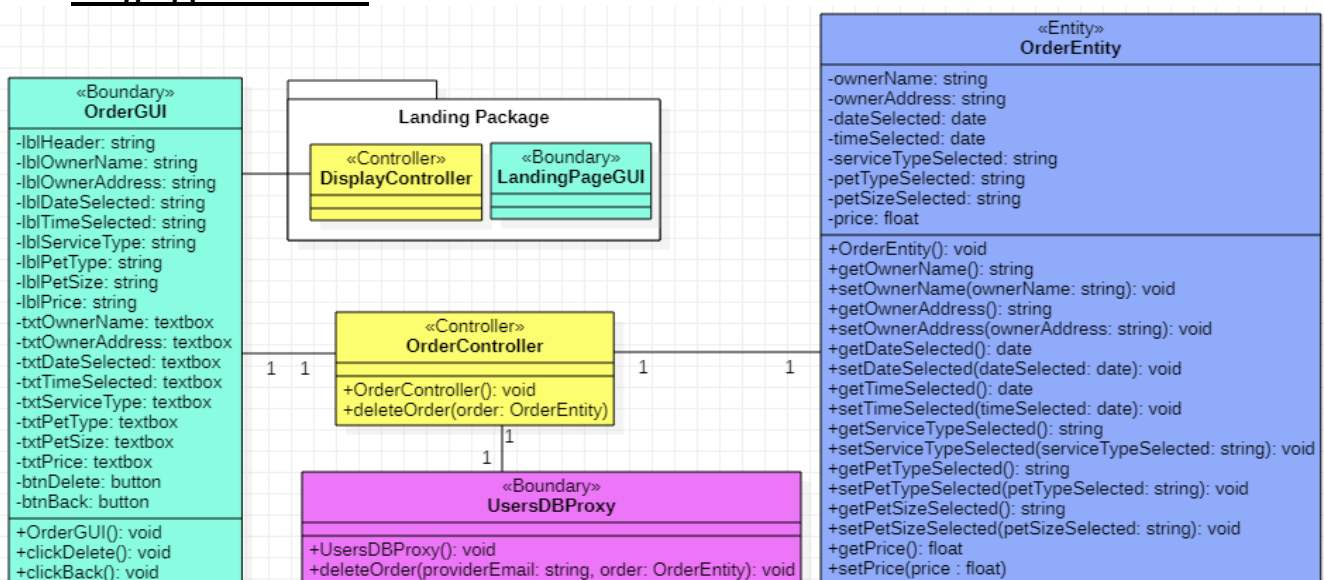 «Boundary»
OrderGUI
-lblHeader: string
-lblOwnerName: string
-lblOwnerAddress: string
-lblDateSelected: string
-lblTimeSelected: string
-lblServiceType: string
-lblPetType: string
-lblPetSize: string
-lblPrice: string
-txtOwnerName: textbox
-txtOwnerAddress: textbox
-txtDateSelected: textbox
-txtTimeSelected: textbox
-txtServiceType: textbox
-txtPetType: textbox
-txtPetSize: textbox
-txtPrice: textbox
-btnDelete: button
-btnBack: button
+OrderGUI(): void
+clickDelete(): void
+clickBack(): void
Landing Package
«Controller»
DisplayController
«Boundary»
LandingPageGUI
1 1
«Controller»
OrderController
+OrderController(): void
+deleteOrder(order: OrderEntity)
1 1
1
1
«Boundary»
UsersDBProxy
+UsersDBProxy(): void
+deleteOrder(providerEmail: string, order: OrderEntity): void
«Entity»
OrderEntity
-ownerName: string
-ownerAddress: string
-dateSelected: date
-timeSelected: date
-serviceTypeSelected: string
-petTypeSelected: string
-petSizeSelected: string
-price: float
+OrderEntity(): void
+getOwnerName(): string
+setOwnerName(ownerName: string): void
+getOwnerAddress(): string
+setOwnerAddress(ownerAddress: string): void
+getDateSelected(): date
+setDateSelected(dateSelected: date): void
+getTimeSelected(): date
+setTimeSelected(timeSelected: date): void
+getServiceTypeSelected(): string
+setServiceTypeSelected(serviceTypeSelected: string): void
+getPetTypeSelected(): string
+setPetTypeSelected(petTypeSelected: string): void
+getPetSizeSelected(): string
+setPetSizeSelected(petSizeSelected: string): void
+getPrice(): float
+setPrice(price : float)